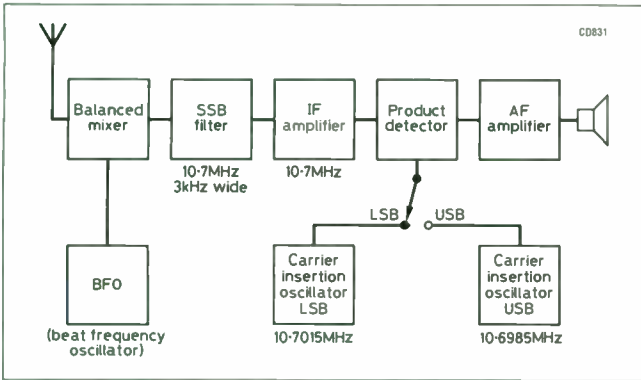 CD831
Balanced
mixer
SSB
filter
IF
amplifier
Product
detector
AF
amplifier
10·7MHz
3kHz wide
10·7MHz
LSB
USB
BFO
(beat frequency
oscillator)
Carrier
insertion
oscillator
LSB
10·7015MHz
Carrier
insertion
oscillator
USB
10·6985MHz